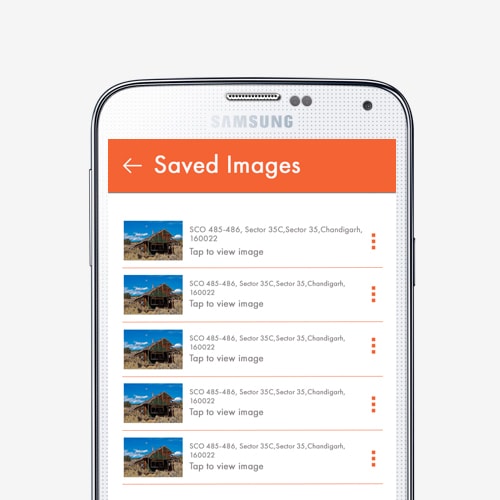 SAMSUNG
Saved Images
SCO 485-486, Sector 35C,Sector 35,Chandigarh,
160022
Tap to view image
SCO 485-486, Sector 35C,Sector 35,Chandigarh,
160022
Tap to view image
SCO 485-486, Sector 35C,Sector 35,Chandigarh,
160022
Tap to view image
SCO 485-486, Sector 35C,Sector 35,Chandigarh,
160022
Tap to view image
SCO 485-486, Sector 35C,Sector 35,Chandigarh,
160022
Tap to view image